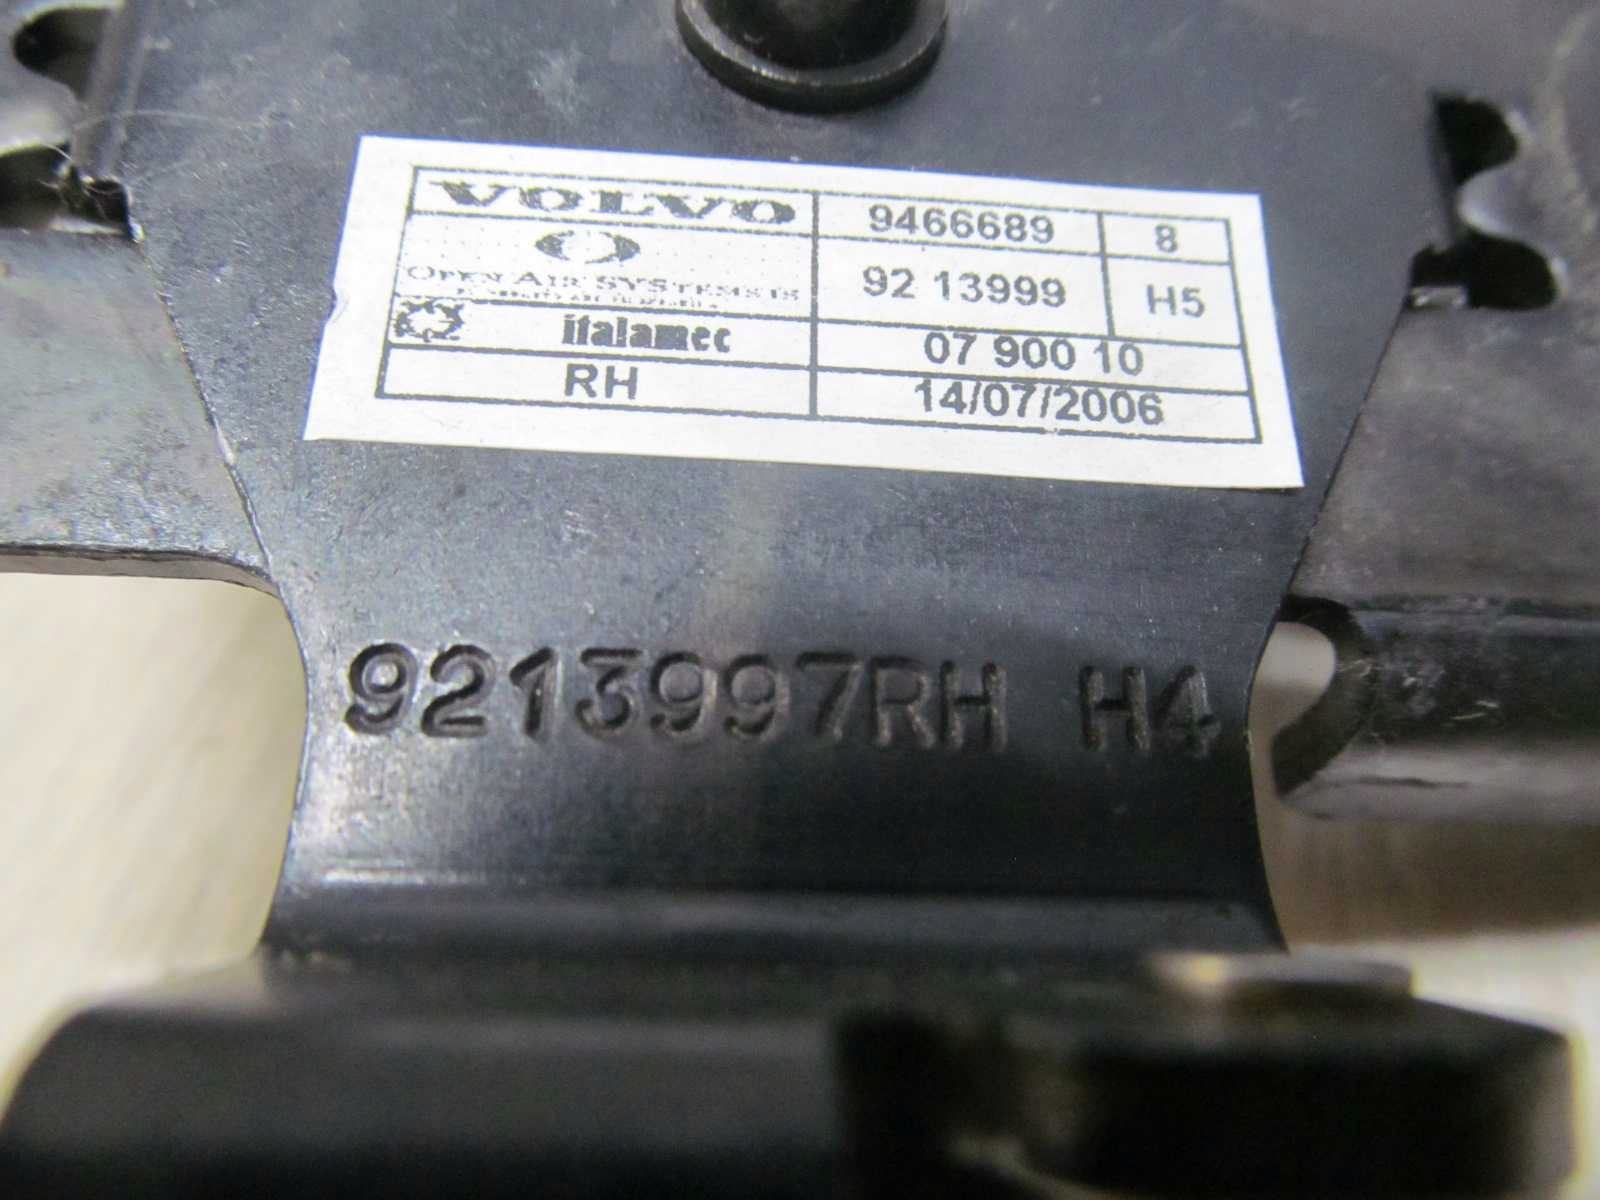 VOLVO 9466689 8
OPEN AIR SYSTEMS 92 13999 H5
italamec 07 900 10
RH 14/07/2006
9213997RH H4